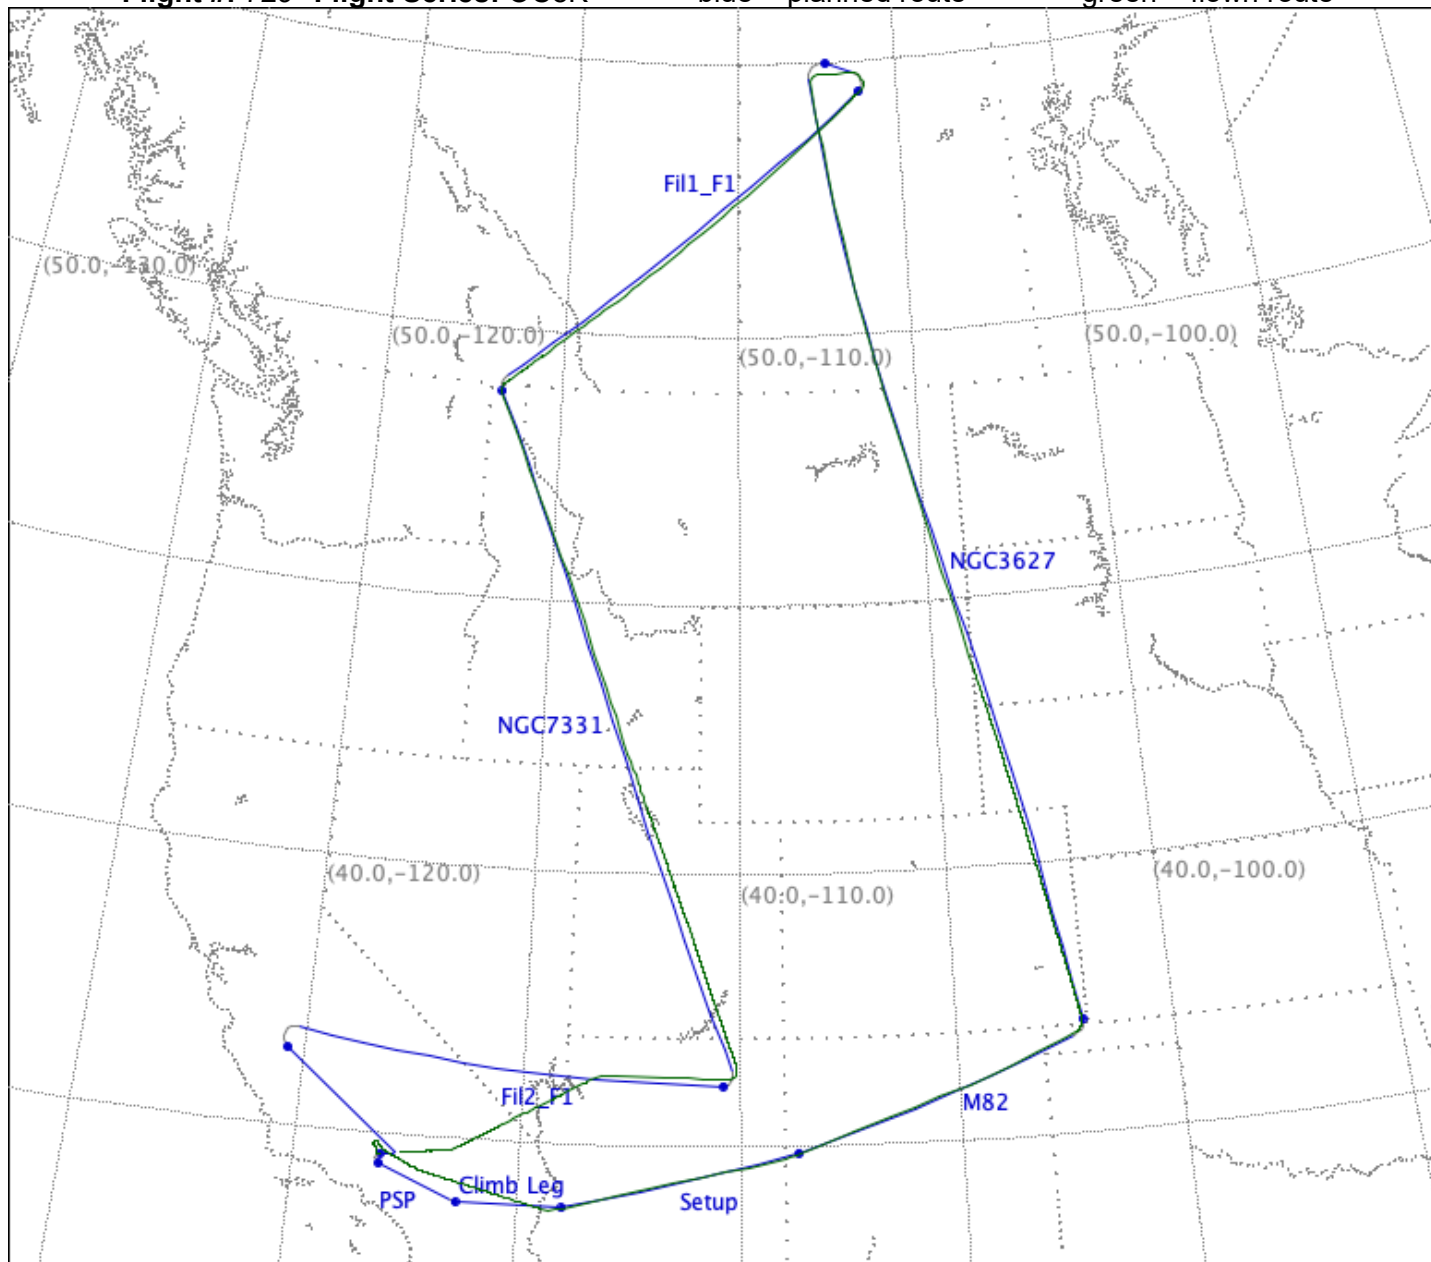 Fil1_F1
(50.0,-130.0)
(50.0,-120.0)
(50.0,-110.0)
(50.0,-100.0)
NGC3627
NGC7331
(40.0,-120.0)
(40.0,-110.0)
(40.0,-100.0)
Fil2_F1
M82
Climb Leg
PSP
Setup